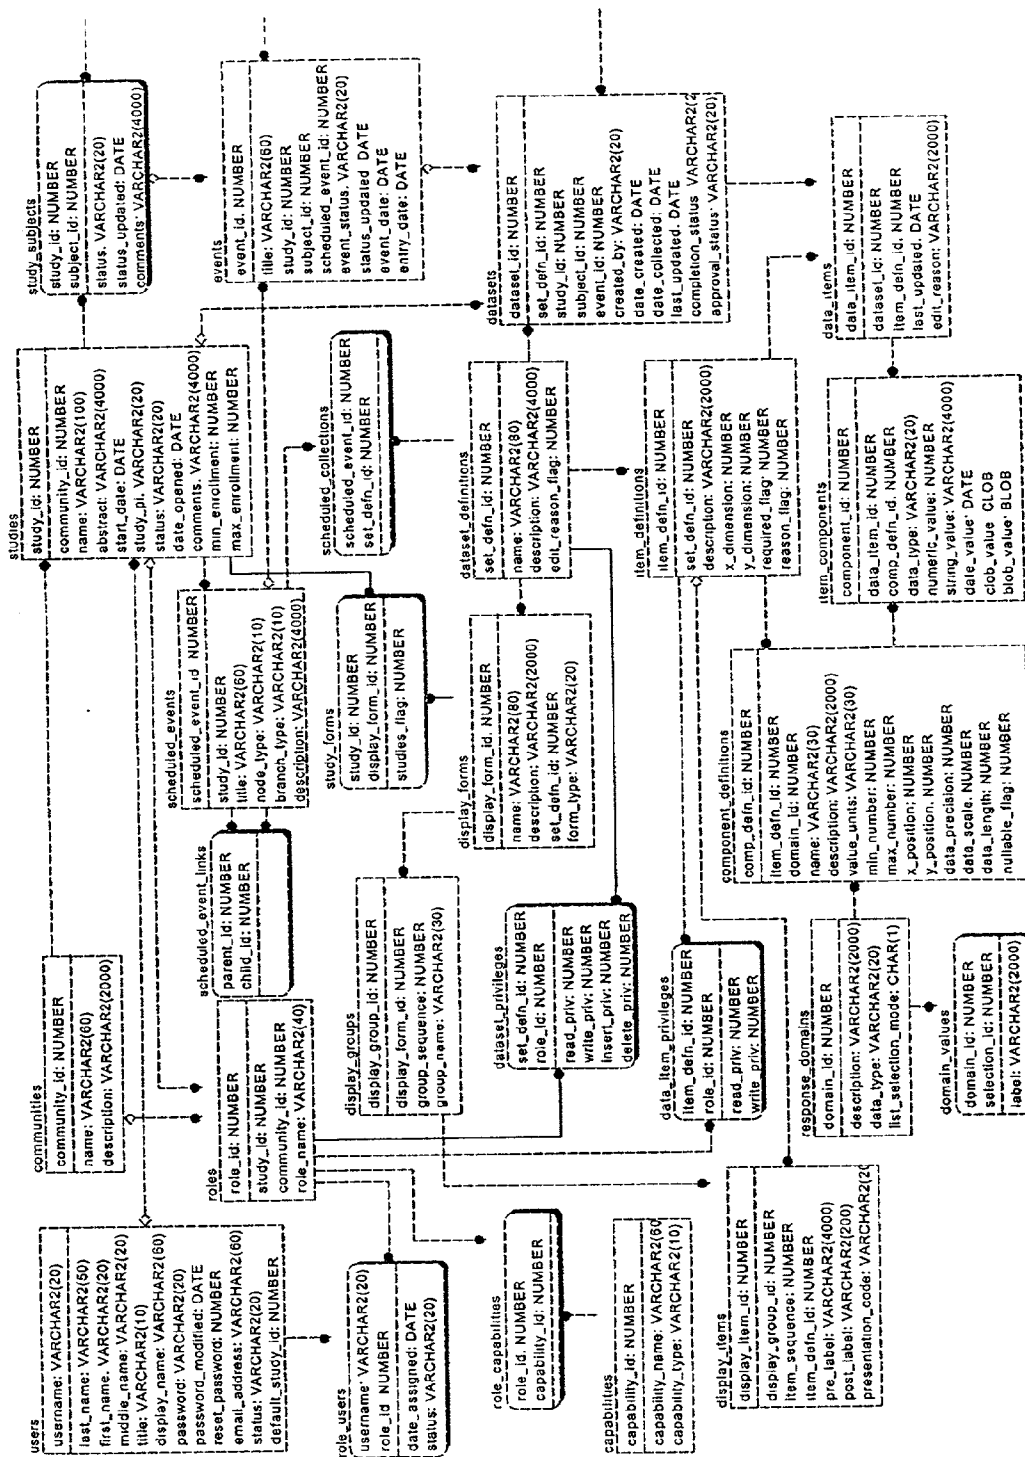 users
username: VARCHAR2(20)
last_name: VARCHAR2(50)
first_name: VARCHAR2(20)
middle_name: VARCHAR2(20)
title: VARCHAR2(10)
display_name: VARCHAR2(60)
password: VARCHAR2(20)
password_modified: DATE
reset_password: NUMBER
email_address: VARCHAR2(60)
status: VARCHAR2(20)
default_study_id: NUMBER
communities
community_id: NUMBER
name: VARCHAR2(60)
description: VARCHAR2(2000)
studies
study_id: NUMBER
community_id: NUMBER
name: VARCHAR2(100)
abstract: VARCHAR2(4000)
start_date: DATE
study_pi: VARCHAR2(20)
status: VARCHAR2(20)
date_opened: DATE
comments: VARCHAR2(4000)
min_enrollment: NUMBER
max_enrollment: NUMBER
study_subjects
study_id: NUMBER
subject_id: NUMBER
status: VARCHAR2(20)
status_updated: DATE
comments: VARCHAR2(4000)
role_users
username: VARCHAR2(20)
role_id: NUMBER
date_assigned: DATE
status: VARCHAR2(20)
roles
role_id: NUMBER
study_id: NUMBER
community_id: NUMBER
role_name: VARCHAR2(40)
scheduled_event_links
parent_id: NUMBER
child_id: NUMBER
scheduled_events
scheduled_event_id: NUMBER
study_id: NUMBER
title: VARCHAR2(60)
node_type: VARCHAR2(10)
branch_type: VARCHAR2(10)
description: VARCHAR2(4000)
events
event_id: NUMBER
title: VARCHAR2(60)
study_id: NUMBER
subject_id: NUMBER
scheduled_event_id: NUMBER
event_status: VARCHAR2(20)
status_updated: DATE
event_date: DATE
entry_date: DATE
role_capabilities
role_id: NUMBER
capability_id: NUMBER
display_groups
display_group_id: NUMBER
display_form_id: NUMBER
group_sequence: NUMBER
group_name: VARCHAR2(30)
study_forms
study_id: NUMBER
display_form_id: NUMBER
studies_flag: NUMBER
scheduled_collections
scheduled_event_id: NUMBER
set_defn_id: NUMBER
capabilities
capability_id: NUMBER
capability_name: VARCHAR2(60
capability_type: VARCHAR2(10)
dataset_privileges
set_defn_id: NUMBER
role_id: NUMBER
read_priv: NUMBER
write_priv: NUMBER
insert_priv: NUMBER
delete_priv: NUMBER
display_forms
display_form_id: NUMBER
name: VARCHAR2(80)
description: VARCHAR2(2000)
set_defn_id: NUMBER
form_type: VARCHAR2(20)
dataset_definitions
set_defn_id: NUMBER
name: VARCHAR2(80)
description: VARCHAR2(4000)
edit_reason_flag: NUMBER
datasets
dataset_id: NUMBER
set_defn_id: NUMBER
study_id: NUMBER
subject_id: NUMBER
event_id: NUMBER
created_by: VARCHAR2(20)
date_created: DATE
date_collected: DATE
last_updated: DATE
completion_status: VARCHAR2(2
approval_status: VARCHAR2(20)
display_items
display_item_id: NUMBER
display_group_id: NUMBER
item_sequence: NUMBER
item_defn_id: NUMBER
pre_label: VARCHAR2(4000)
post_label: VARCHAR2(200)
presentation_code: VARCHAR2(20
data_item_privileges
item_defn_id: NUMBER
role_id: NUMBER
read_priv: NUMBER
write_priv: NUMBER
item_definitions
item_defn_id: NUMBER
set_defn_id: NUMBER
description: VARCHAR2(2000)
x_dimension: NUMBER
y_dimension: NUMBER
required_flag: NUMBER
reason_flag: NUMBER
response_domains
domain_id: NUMBER
description: VARCHAR2(2000)
data_type: VARCHAR2(20)
list_selection_mode: CHAR(1)
component_definitions
comp_defn_id: NUMBER
item_defn_id: NUMBER
domain_id: NUMBER
name: VARCHAR2(30)
description: VARCHAR2(2000)
value_units: VARCHAR2(30)
min_number: NUMBER
max_number: NUMBER
x_position: NUMBER
y_position: NUMBER
data_precision: NUMBER
data_scale: NUMBER
data_length: NUMBER
nullable_flag: NUMBER
item_components
component_id: NUMBER
data_item_id: NUMBER
comp_defn_id: NUMBER
data_type: VARCHAR2(20)
numeric_value: NUMBER
string_value: VARCHAR2(4000)
date_value: DATE
clob_value: CLOB
blob_value: BLOB
data_items
data_item_id: NUMBER
dataset_id: NUMBER
item_defn_id: NUMBER
last_updated: DATE
edit_reason: VARCHAR2(2000)
domain_values
domain_id: NUMBER
selection_id: NUMBER
label: VARCHAR2(2000)